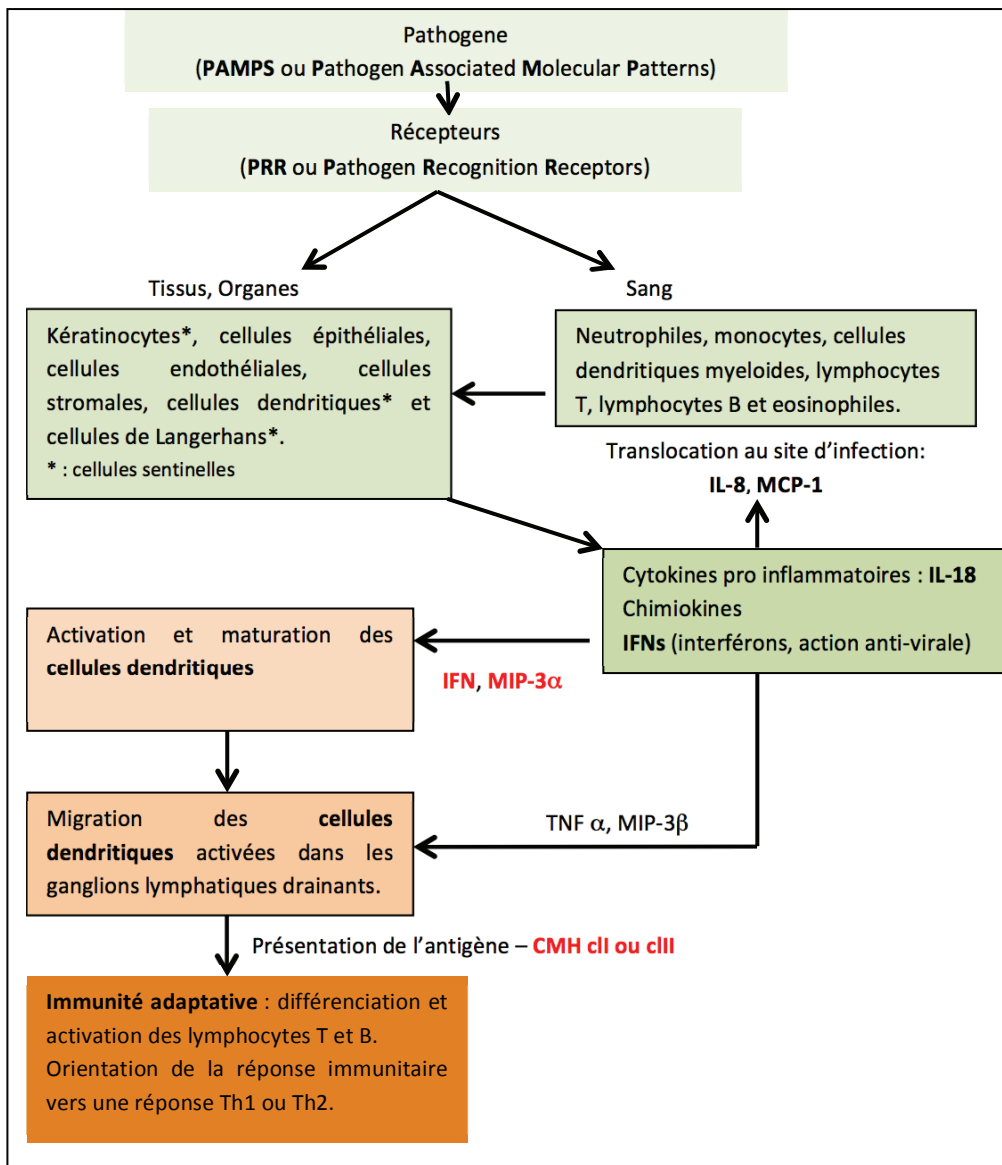 Pathogene
(PAMPS ou Pathogen Associated Molecular Patterns)
Récepteurs
(PRR ou Pathogen Recognition Receptors)
Tissus, Organes
Kératinocytes*, cellules épithéliales,
cellules endothéliales, cellules
stromales, cellules dendritiques* et
cellules de Langerhans*.
* : cellules sentinelles
Sang
Neutrophiles, monocytes, cellules
dendritiques myeloides, lymphocytes
T, lymphocytes B et eosinophiles.
Translocation au site d’infection:
IL-8, MCP-1
Cytokines pro inflammatoires : IL-18
Chimiokines
IFNs (interférons, action anti-virale)
Activation et maturation des
cellules dendritiques
IFN, MIP-3α
Migration des cellules
dendritiques activées dans les
ganglions lymphatiques drainants.
TNF α, MIP-3β
Présentation de l’antigène – CMH clI ou clII
Immunité adaptative : différenciation et
activation des lymphocytes T et B.
Orientation de la réponse immunitaire
vers une réponse Th1 ou Th2.